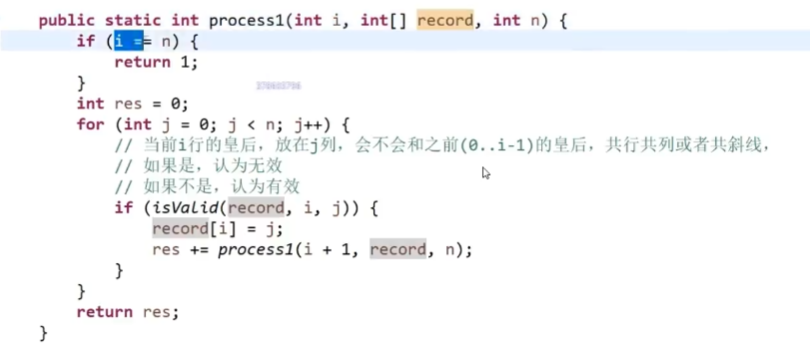 public static int process1(int i, int[] record, int n) {
if (i == n) {
return 1;
}
int res = 0;
for (int j = 0; j < n; j++) {
// 当前i行的皇后，放在j列，会不会和之前(0..i-1)的皇后，共行共列或者共斜线，
// 如果是，认为无效
// 如果不是，认为有效
if (isValid(record, i, j)) {
record[i] = j;
res += process1(i + 1, record, n);
}
}
return res;
}